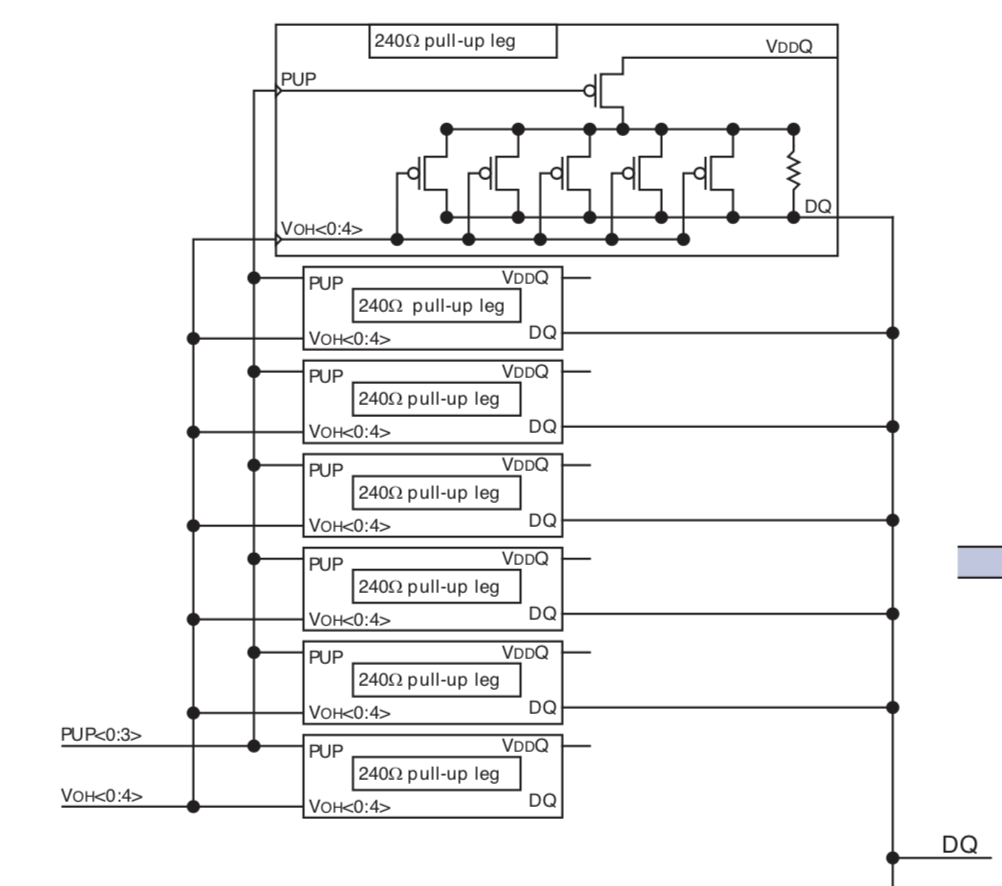 240Ω pull-up leg
VDDQ
PUP
DQ
VOH<0:4>
PUP
VDDQ
240Ω pull-up leg
DQ
VOH<0:4>
PUP
VDDQ
240Ω pull-up leg
DQ
VOH<0:4>
PUP
VDDQ
240Ω pull-up leg
DQ
VOH<0:4>
PUP
VDDQ
240Ω pull-up leg
DQ
VOH<0:4>
PUP
VDDQ
240Ω pull-up leg
DQ
VOH<0:4>
PUP<0:3>
PUP
VDDQ
240Ω pull-up leg
DQ
VOH<0:4>
VOH<0:4>
DQ